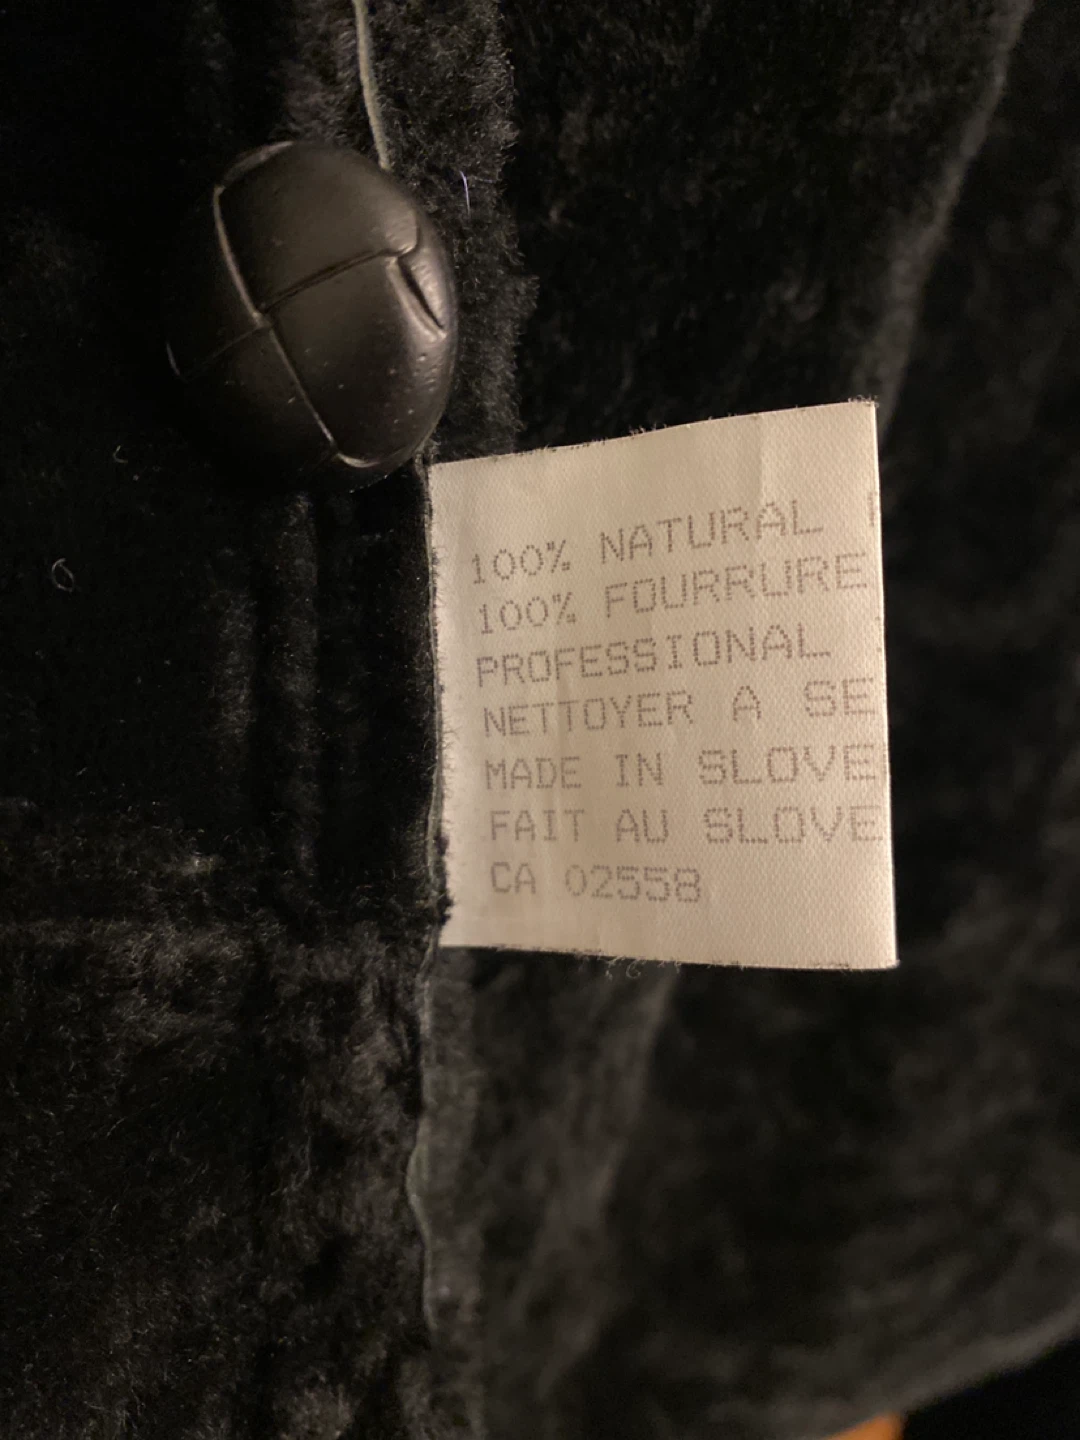 100% NATURAL
100% FOURRURE
PROFESSIONAL
NETTOYER A SE
MADE IN SLOVE
FAIT AU SLOVE
CA 02558